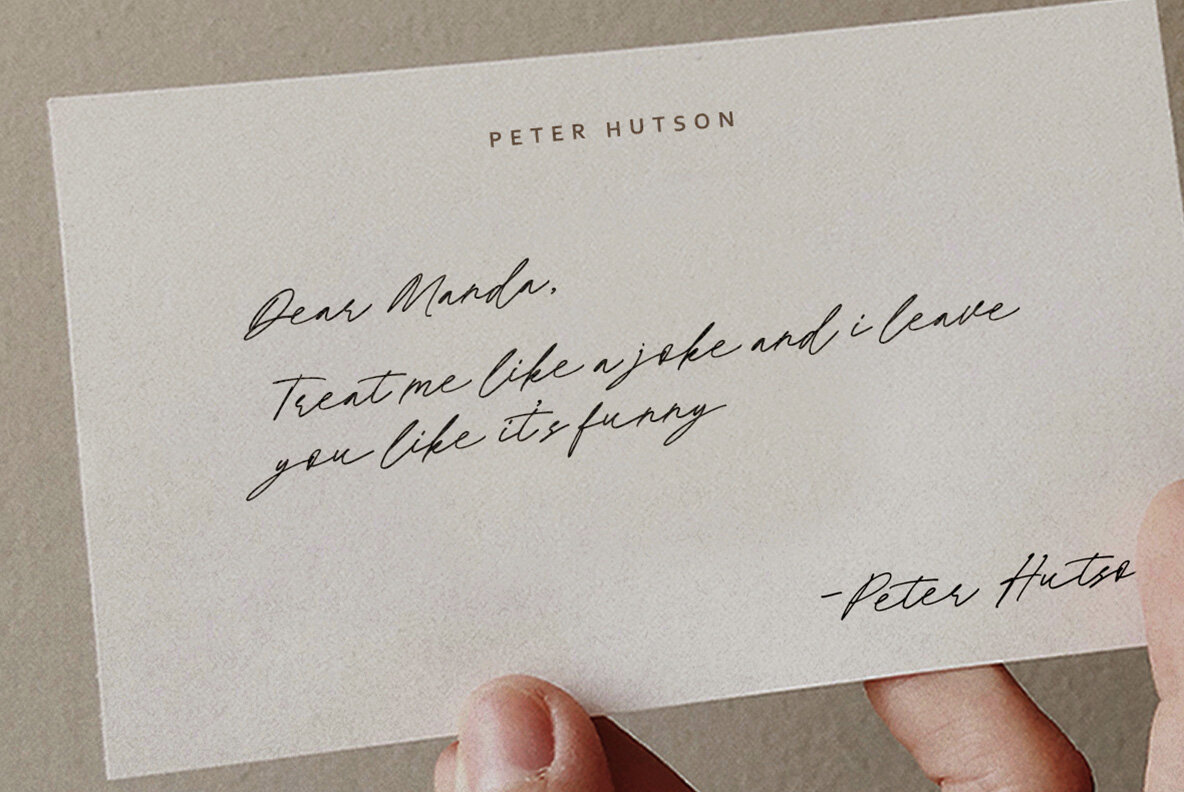 PETER HUTSON
Dear Manda,
Treat me like a joke and i leave
you like it's funny
-Peter Hutso